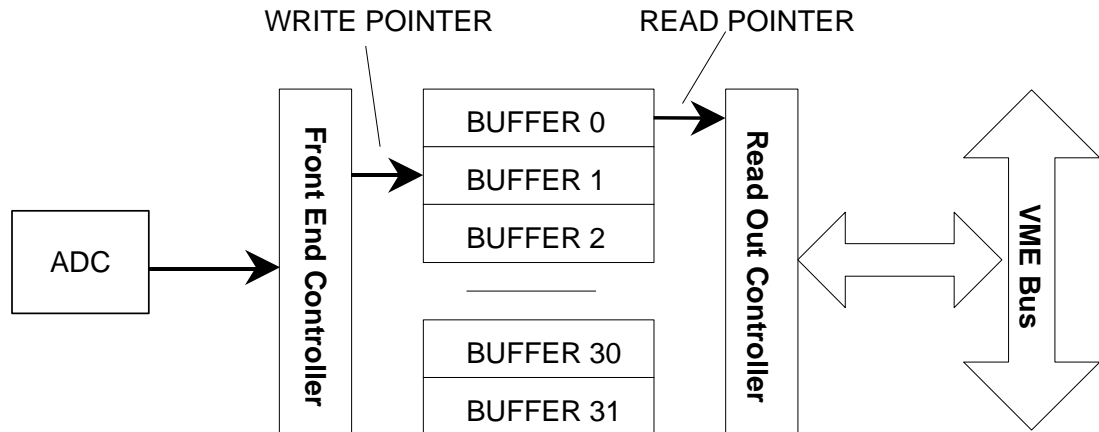 WRITE POINTER
READ POINTER
ADC
Front End Controller
BUFFER 0
BUFFER 1
BUFFER 2
BUFFER 30
BUFFER 31
Read Out Controller
VME Bus